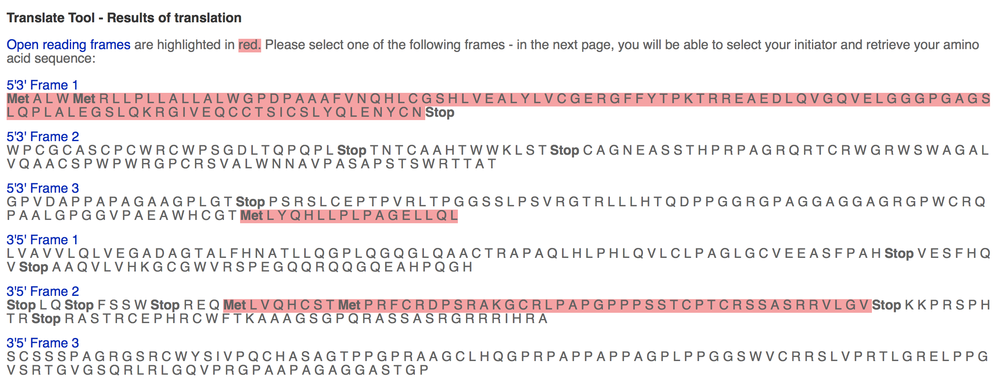 Translate Tool - Results of translation
Open reading frames are highlighted in red. Please select one of the following frames - in the next page, you will be able to select your initiator and retrieve your amino
acid sequence:
5'3' Frame 1
Met A L W Met R L L P L L A L L A L W G P D P A A A F V N Q H L C G S H L V E A L Y L V C G E R G F F Y T P K T R R E A E D L Q V G Q V E L G G G P G A G S
L Q P L A L E G S L Q K R G I V E Q C C T S I C S L Y Q L E N Y C N Stop
5'3' Frame 2
W P C G C A S C P C W R C W P S G D L T Q P Q P L Stop T N T C A A H T W W K L S T Stop C A G N E A S S T H P R P A G R Q R T C R W G R W S W A G A L
V Q A A C S P W P W R G P C R S V A L W N N A V P A S A P S T S W R T T A T
5'3' Frame 3
G P V D A P P A P A G A A G P L G T Stop P S R S L C E P T P V R L T P G G S S L P S V R G T R L L L H T Q D P P G G R G P A G G A G G A G R G P W C R Q
P A A L G P G G V P A E A W H C G T Met L Y Q H L L P L P A G E L L Q L
3'5' Frame 1
L V A V V L Q L V E G A D A G T A L F H N A T L L Q G P L Q G Q G L Q A A C T R A P A Q L H L P H L Q V L C L P A G L G C V E E A S F P A H Stop V E S F H Q
V Stop A A Q V L V H K G C G W V R S P E G Q Q R Q Q G Q E A H P Q G H
3'5' Frame 2
Stop L Q Stop F S S W Stop R E Q Met L V Q H C S T Met P R F C R D P S R A K G C R L P A P G P P P S S T C P T C R S S A S R R V L G V Stop K K P R S P H
T R Stop R A S T R C E P H R C W F T K A A A G S G P Q R A S S A S R G R R R I H R A
3'5' Frame 3
S C S S S P A G R G S R C W Y S I V P Q C H A S A G T P P G P R A A G C L H Q G P R P A P P A P P A G P L P P G G S W V C R R S L V P R T L G R E L P P G
V S R T G V G S Q R L R L G Q V P R G P A A P A G A G G A S T G P